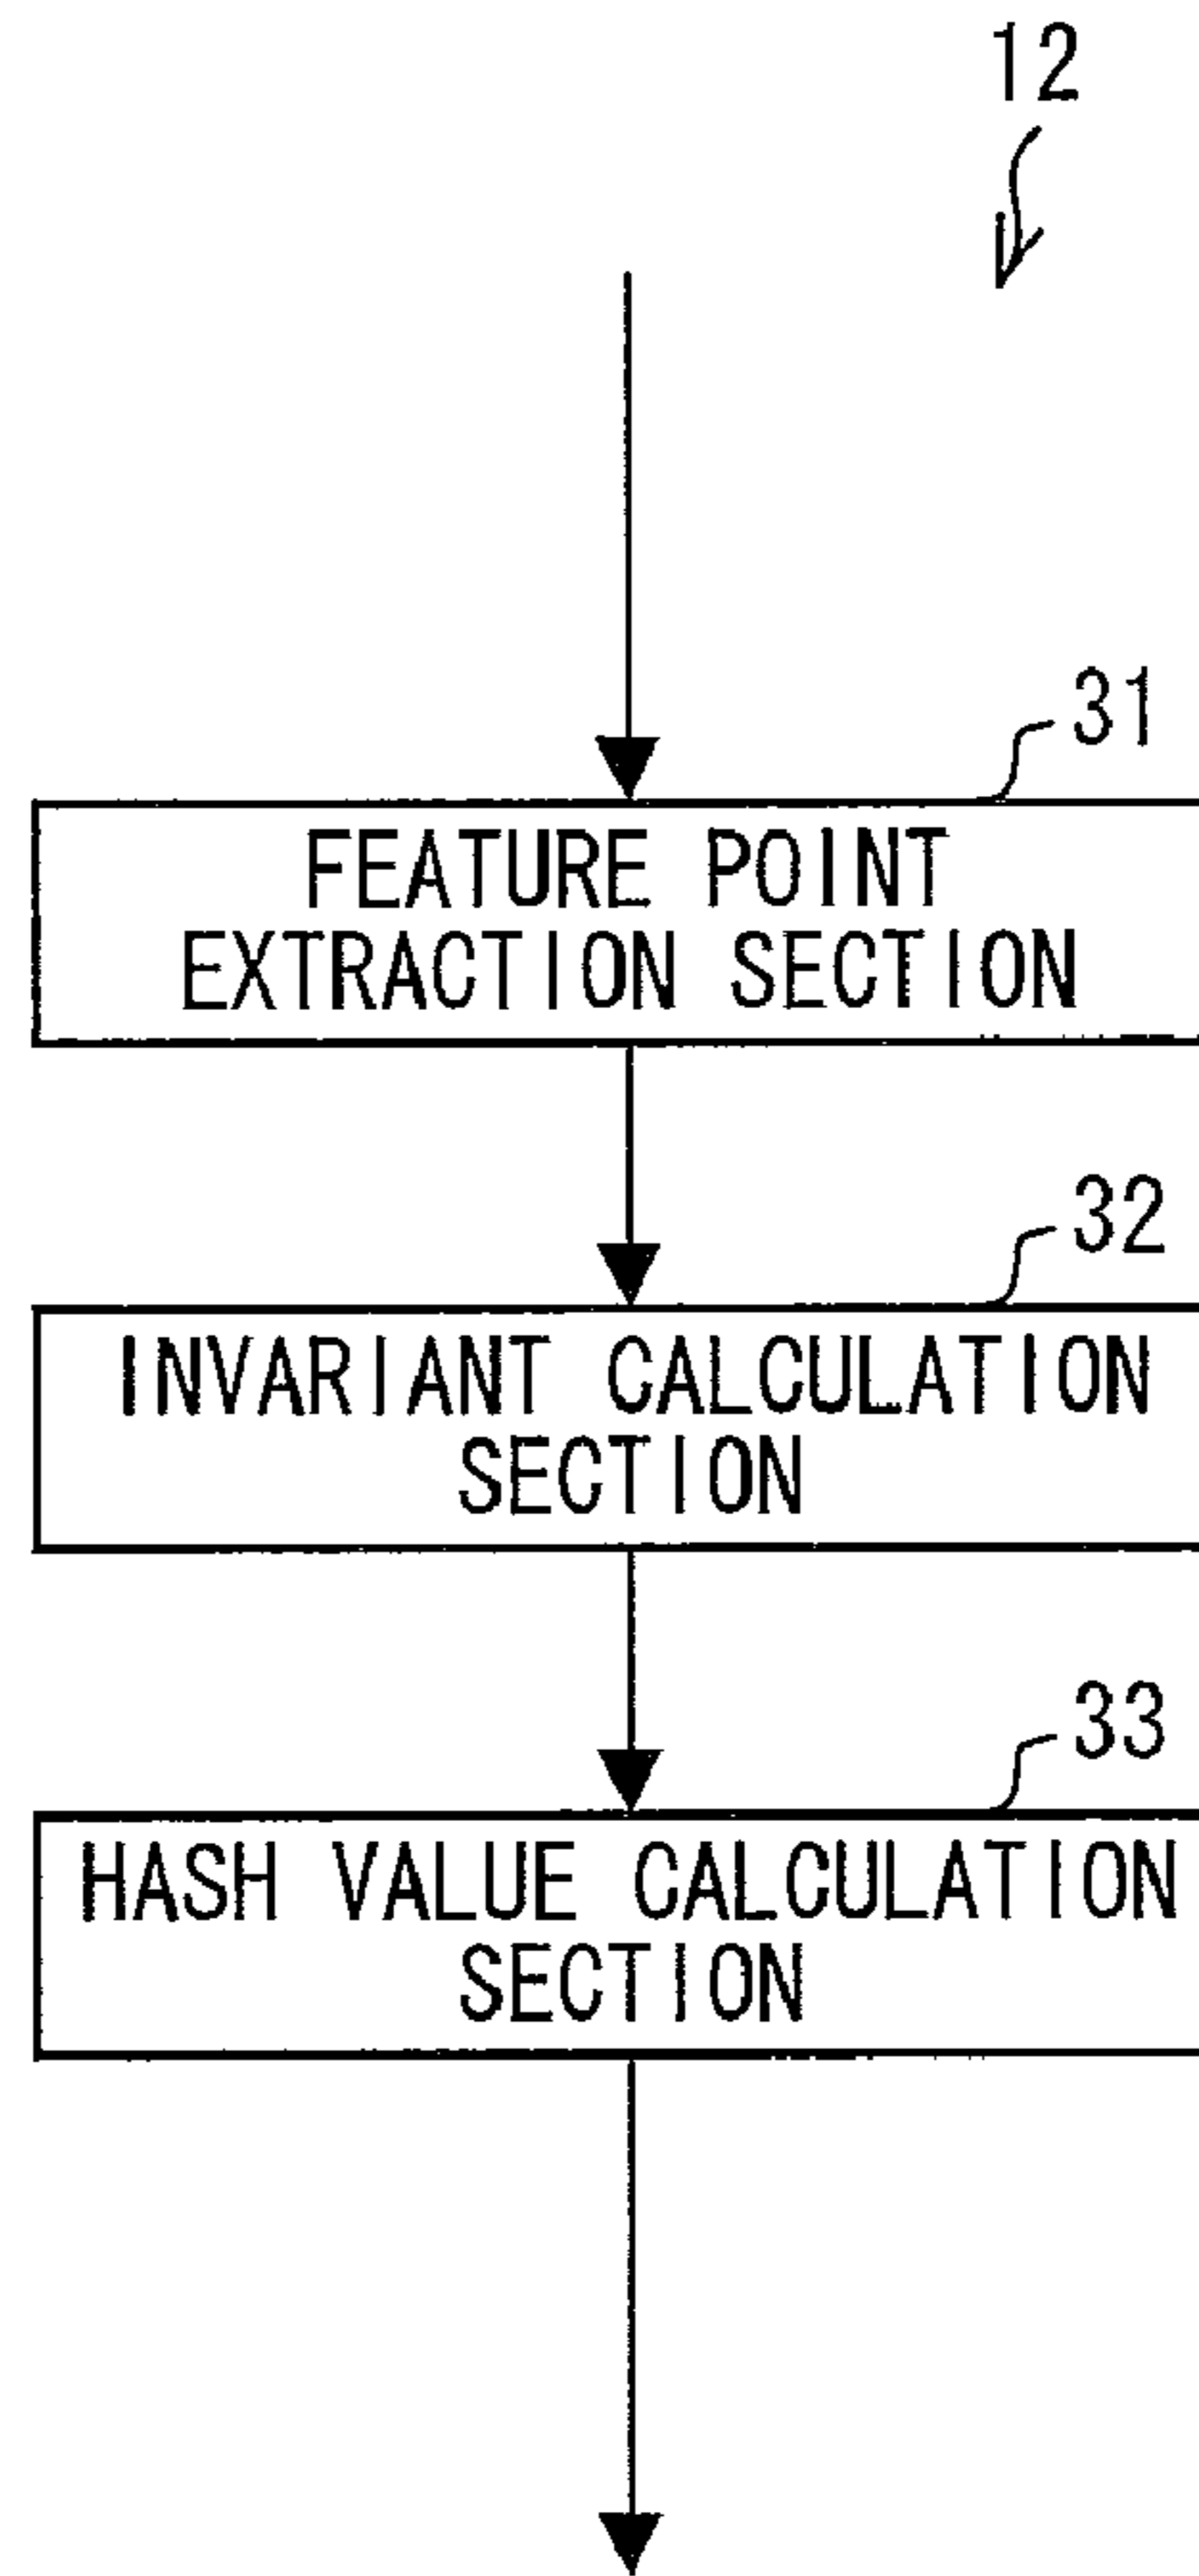 12
31
FEATURE POINT
EXTRACTION SECTION
32
INVARIANT CALCULATION
SECTION
33
HASH VALUE CALCULATION
SECTION